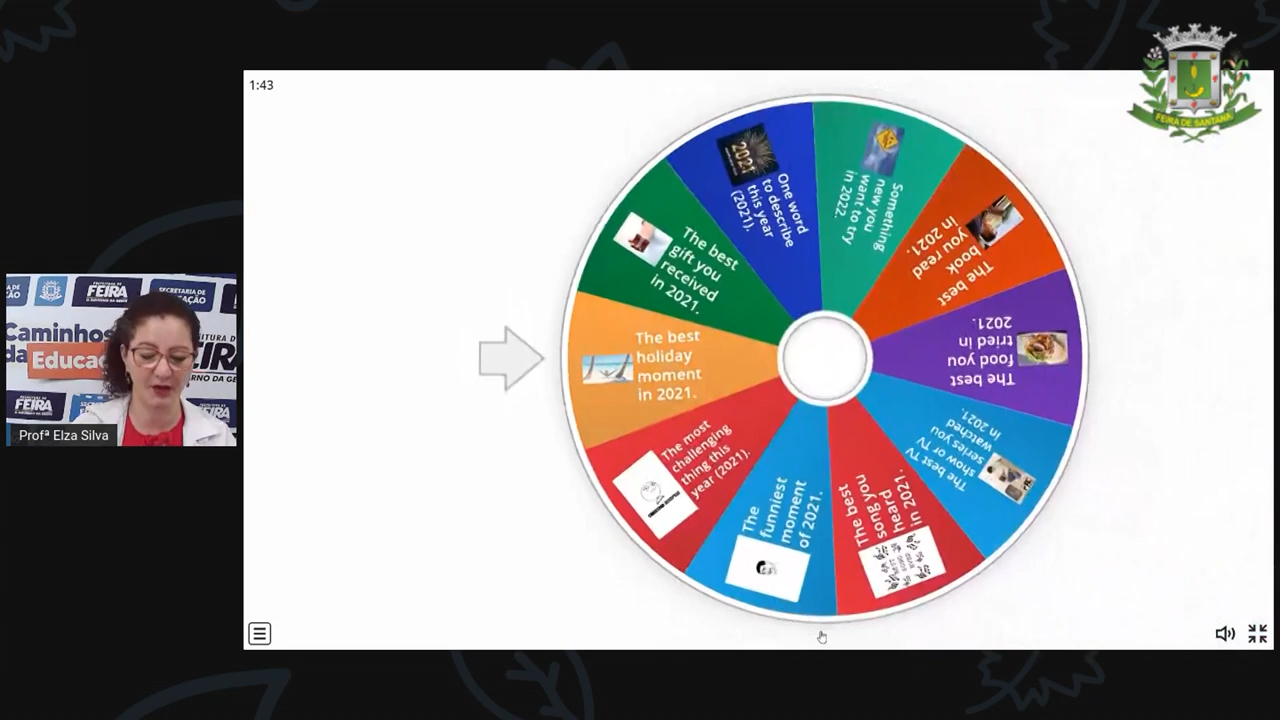 1:43
FEIRA DE SANTANA
One word
to describe
this year
(2021).
2021
Something
new you
want to try
in 2022.
The best
book
you read
in 2021.
The best
food you
tried in
2021.
The best TV
show or TV
series you
watched
in 2021.
The best
song you
heard
in 2021.
The
funniest
moment
of 2021.
The most
challenging
thing this
year (2021).
The best
holiday
moment
in 2021.
The best
gift you
received
in 2021.
FEIRA
SECRETARIA DE
Caminhos
da
Educa
FEIRA
Profª Elza Silva